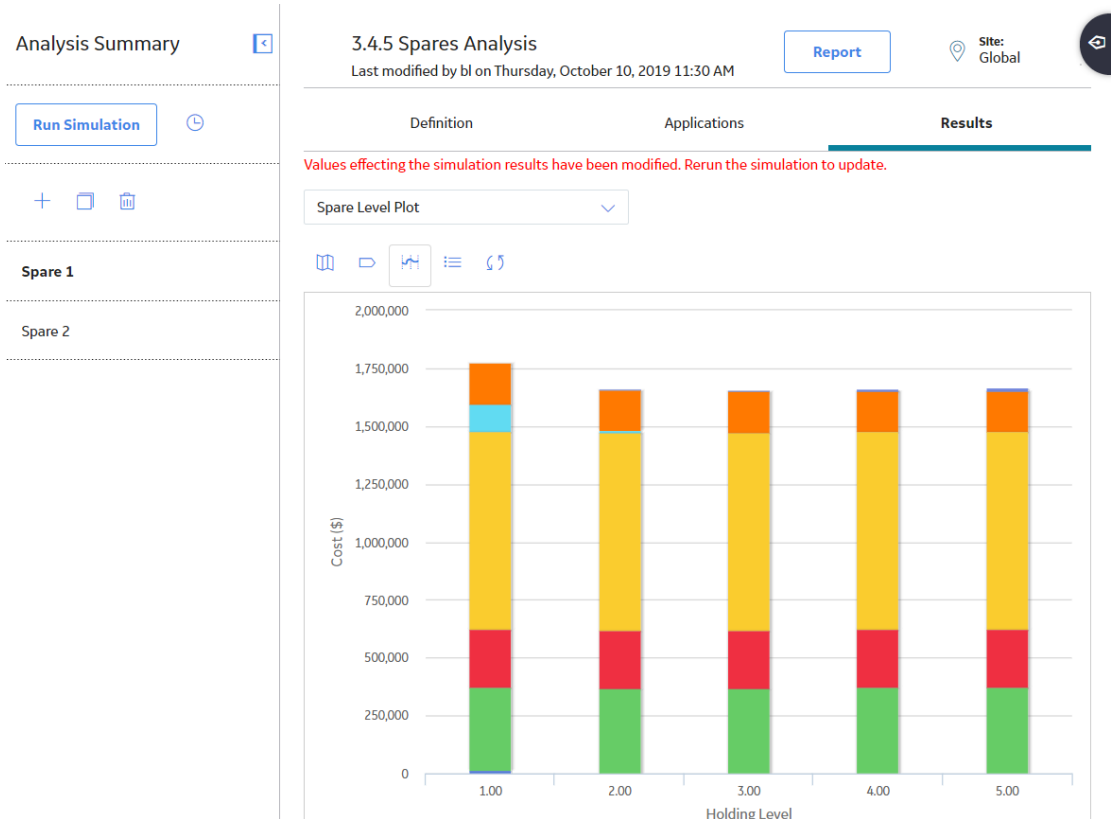 Analysis Summary
3.4.5 Spares Analysis
Last modified by bl on Thursday, October 10, 2019 11:30 AM
Report
Site:
Global
Run Simulation
Definition
Applications
Results
Values effecting the simulation results have been modified. Rerun the simulation to update.
Spare Level Plot
Spare 1
Spare 2
2,000,000
1,750,000
1,500,000
1,250,000
1,000,000
750,000
500,000
250,000
0
Cost ($)
1.00 2.00 3.00 4.00 5.00
Holding Level